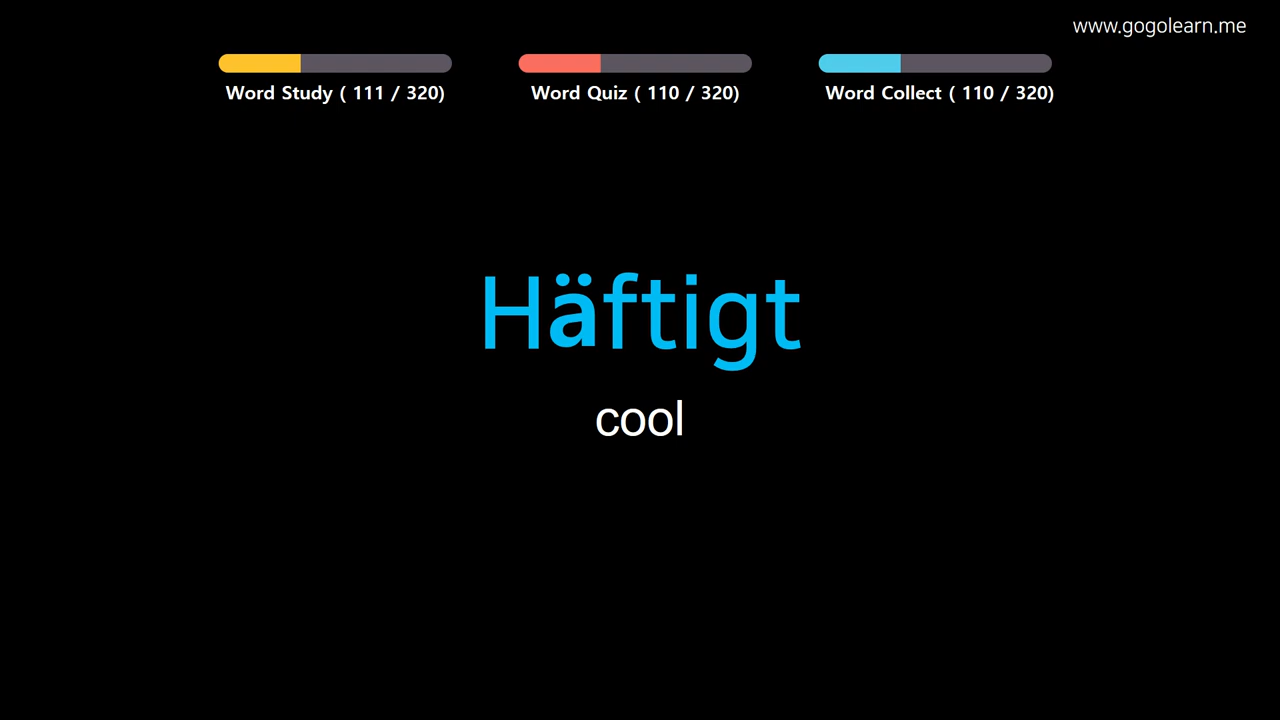 www.gogolearn.me
Word Study ( 111 / 320)
Word Quiz ( 110 / 320)
Word Collect ( 110 / 320)
Häftigt
cool